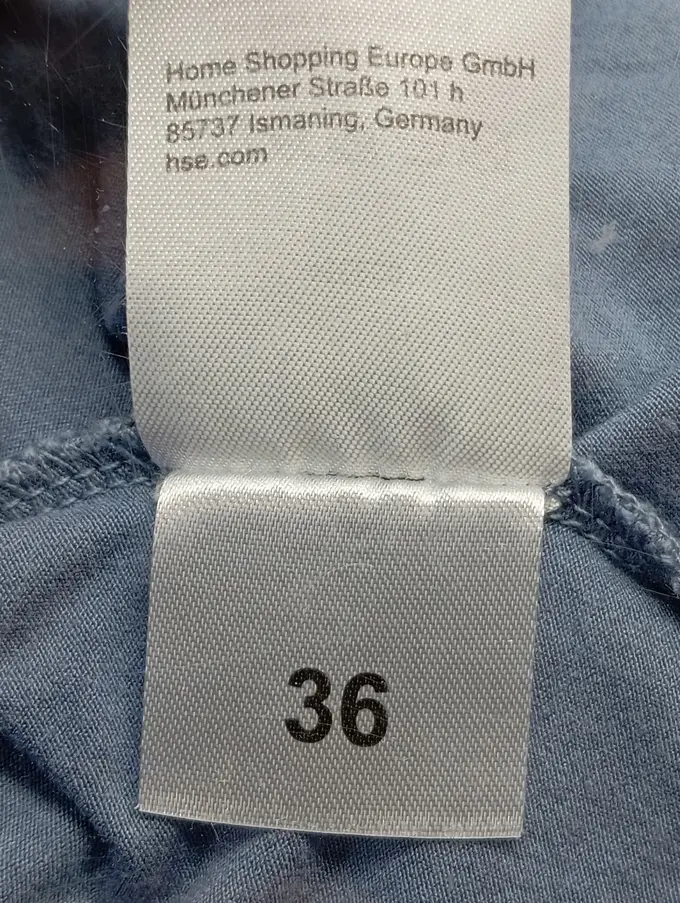 Home Shopping Europe GmbH
Münchener Straße 101 h
85737 Ismaning, Germany
hse.com
36